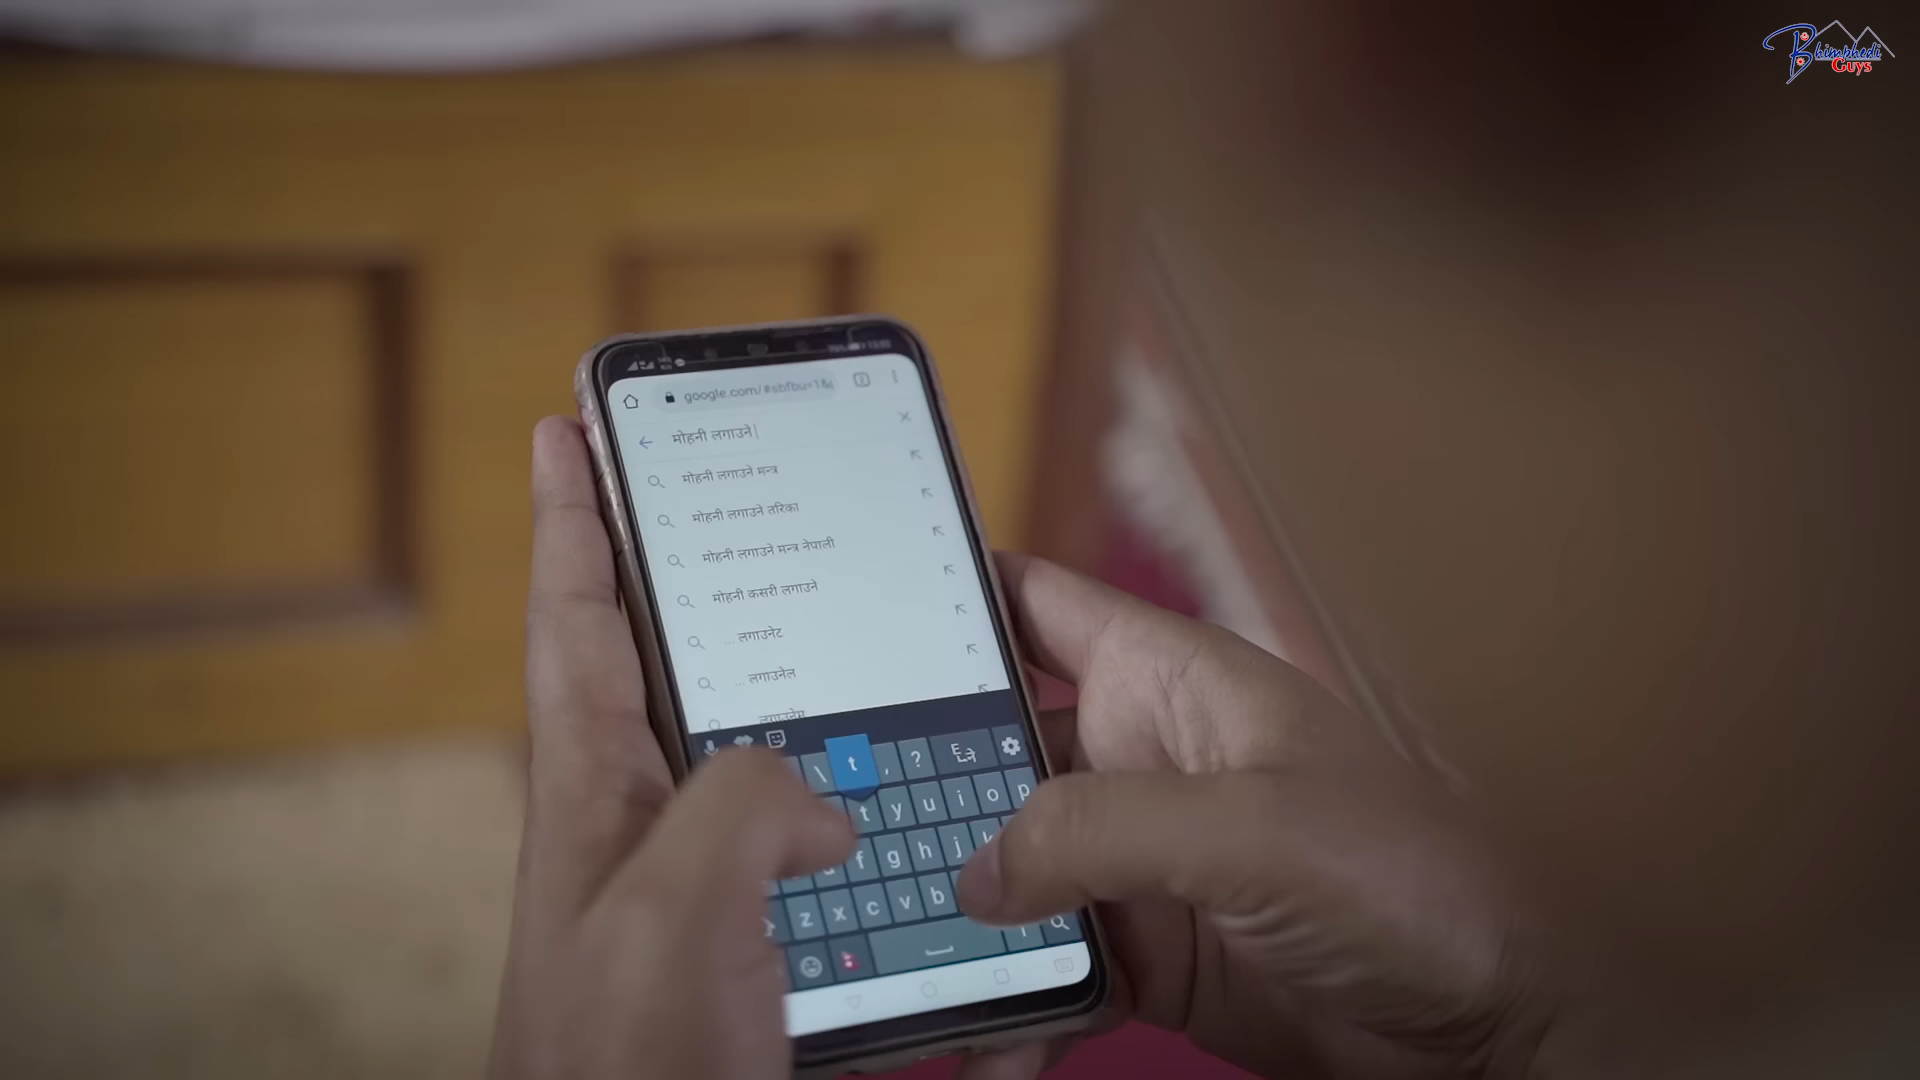 Bhimphedi
Guys
google.com/#sbfbu=1&
मोहनी लगाउने
मोहनी लगाउने मन्त्र
मोहनी लगाउने तरिका
मोहनी लगाउने मन्त्र नेपाली
मोहनी कसरी लगाउने
... लगाउनेट
... लगाउनेल
\ t , ?
t y u i o p
f g h j k
z x c v b